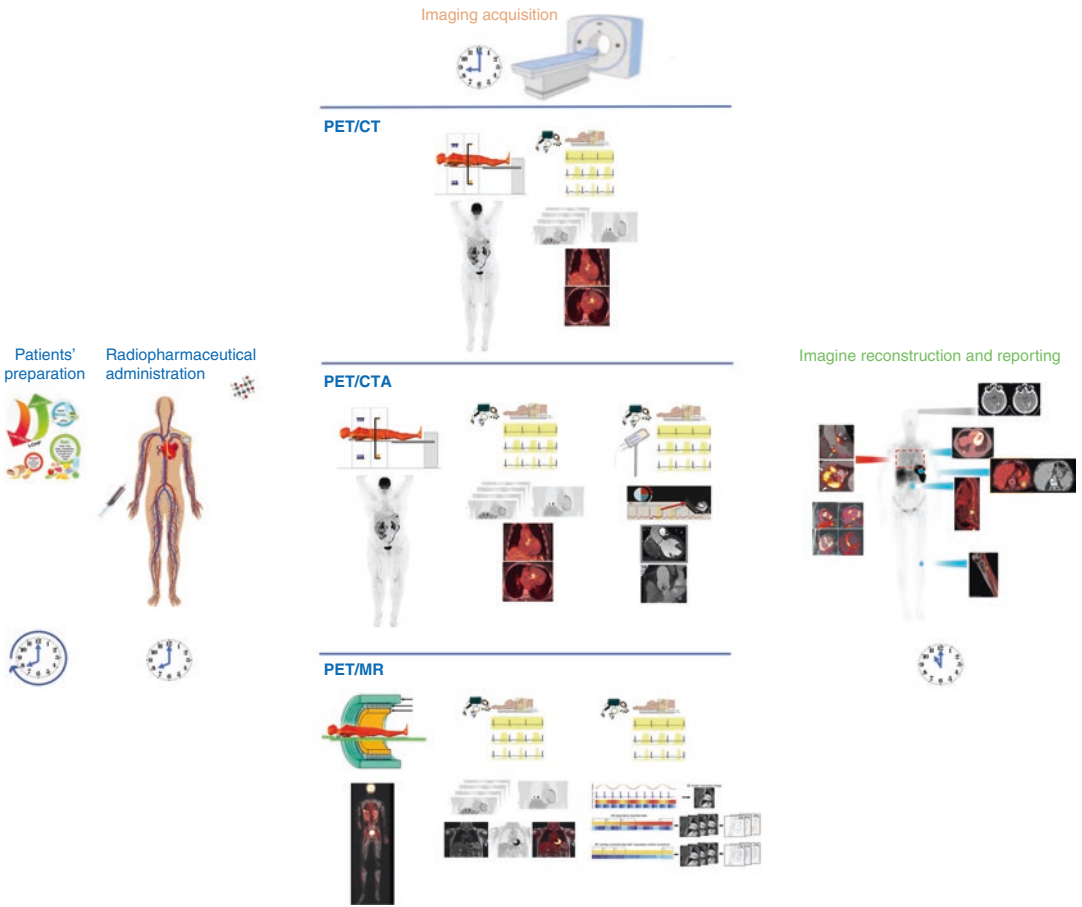 Imaging acquisition
PET/CT
Patients'
preparation
Radiopharmaceutical
administration
Imagine reconstruction and reporting
PET/CTA
PET/MR